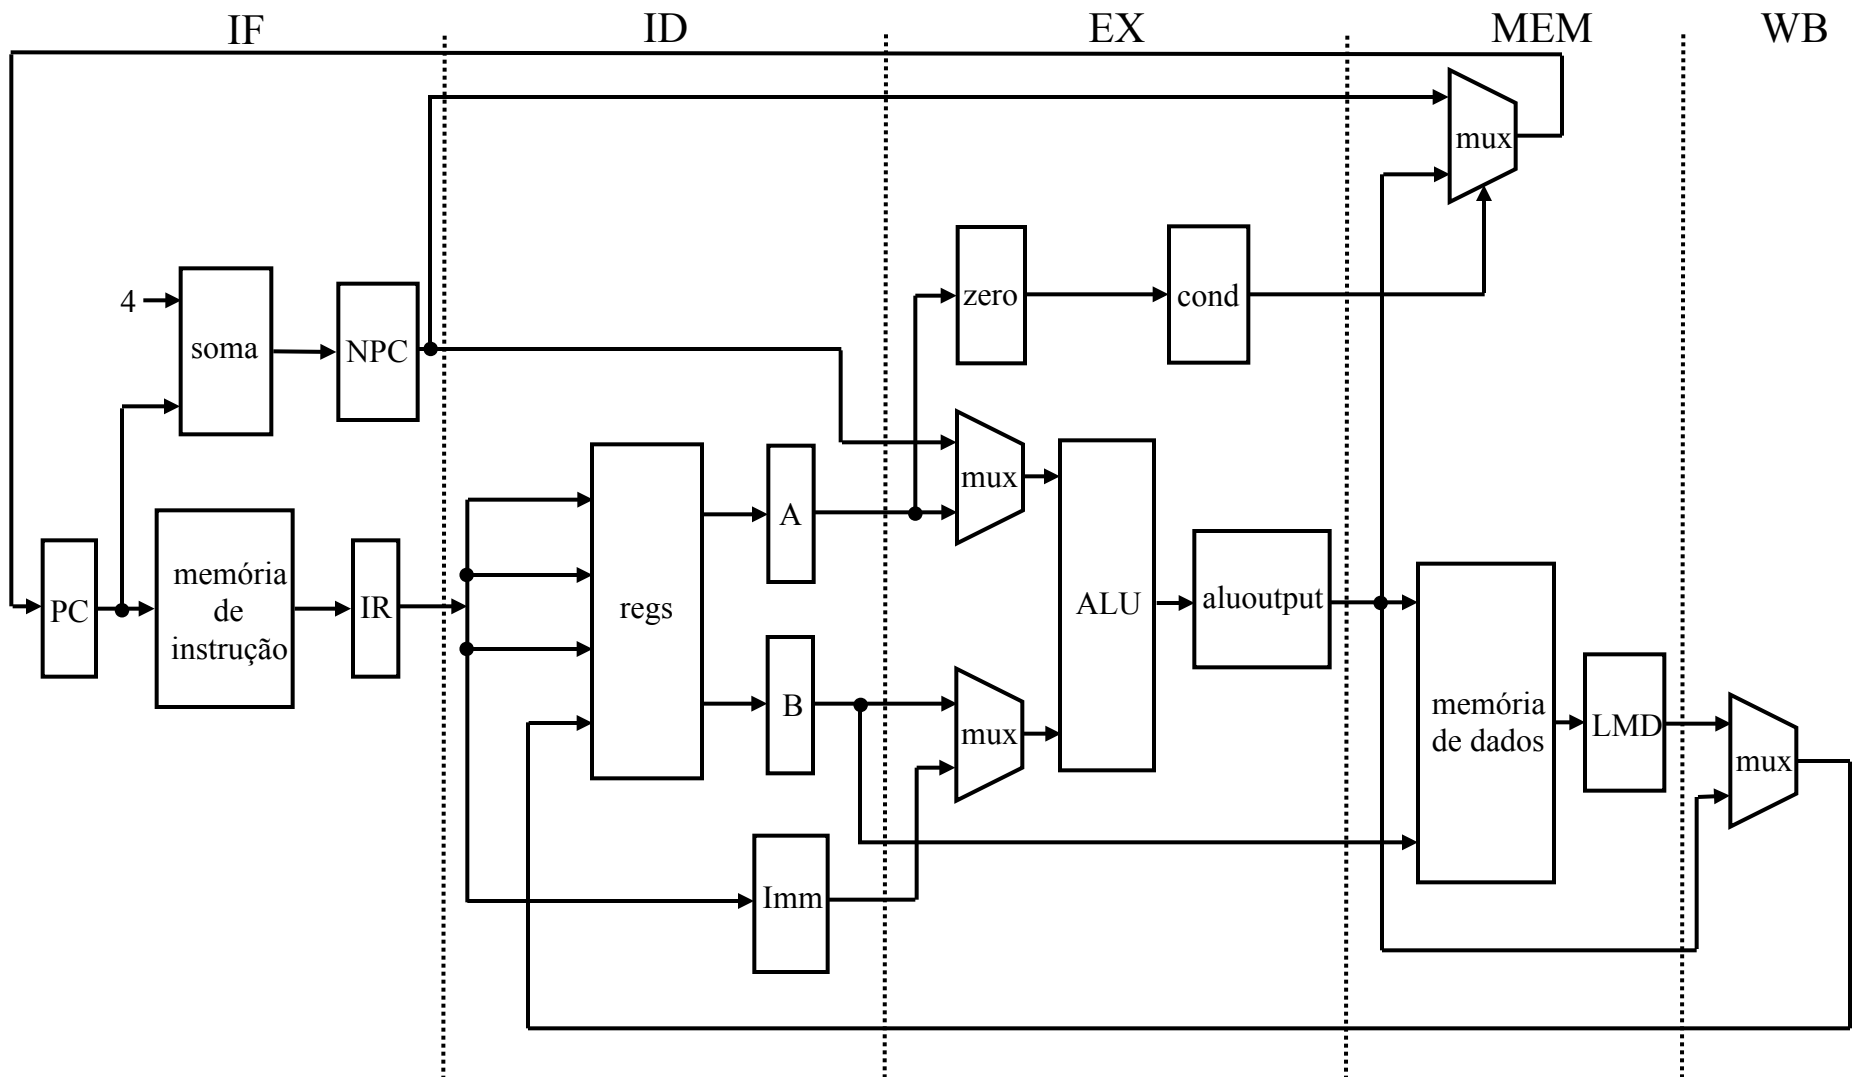 IF
ID
EX
MEM
WB
mux
4
soma
NPC
zero
cond
PC
memória
de
instrução
IR
regs
A
B
Imm
mux
mux
ALU
aluoutput
memória
de dados
LMD
mux